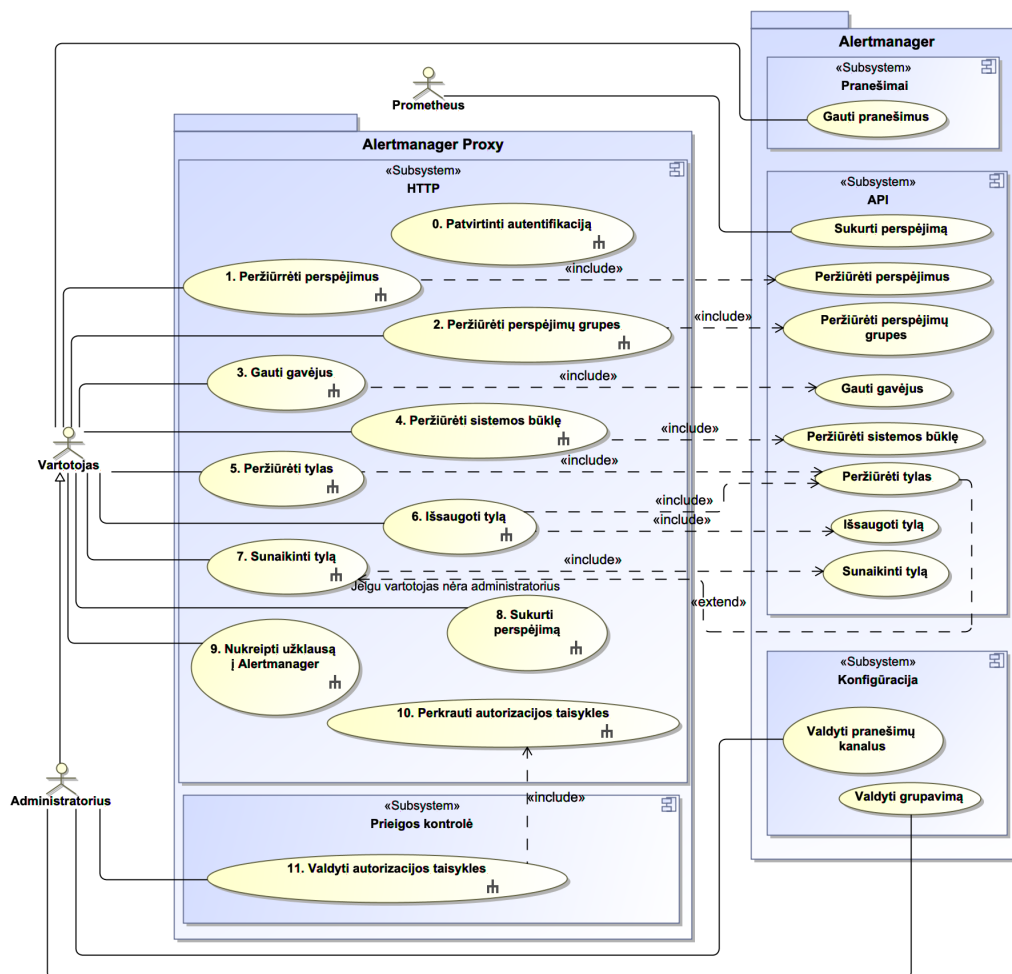 Alertmanager
«Subsystem»
Pranešimai
Gauti pranešimus
Prometheus
Alertmanager Proxy
«Subsystem»
HTTP
0. Patvirtinti autentifikaciją
1. Peržiūrrėti perspėjimus
2. Peržiūrėti perspėjimų grupes
3. Gauti gavėjus
4. Peržiūrėti sistemos būklę
5. Peržiūrėti tylas
6. Išsaugoti tylą
7. Sunaikinti tylą
Jeigu vartotojas nėra administratorius
8. Sukurti
perspėjimą
9. Nukreipti užklausą
į Alertmanager
10. Perkrauti autorizacijos taisykles
«include»
«include»
«include»
«include»
«include»
«include»
«include»
«include»
«extend»
«include»
«Subsystem»
API
Sukurti perspėjimą
Peržiūrėti perspėjimus
Peržiūrėti perspėjimų
grupes
Gauti gavėjus
Peržiūrėti sistemos būklę
Peržiūrėti tylas
Išsaugoti tylą
Sunaikinti tylą
Vartotojas
Administratorius
«Subsystem»
Prieigos kontrolė
11. Valdyti autorizacijos taisykles
«Subsystem»
Konfigūracija
Valdyti pranešimų
kanalus
Valdyti grupavimą